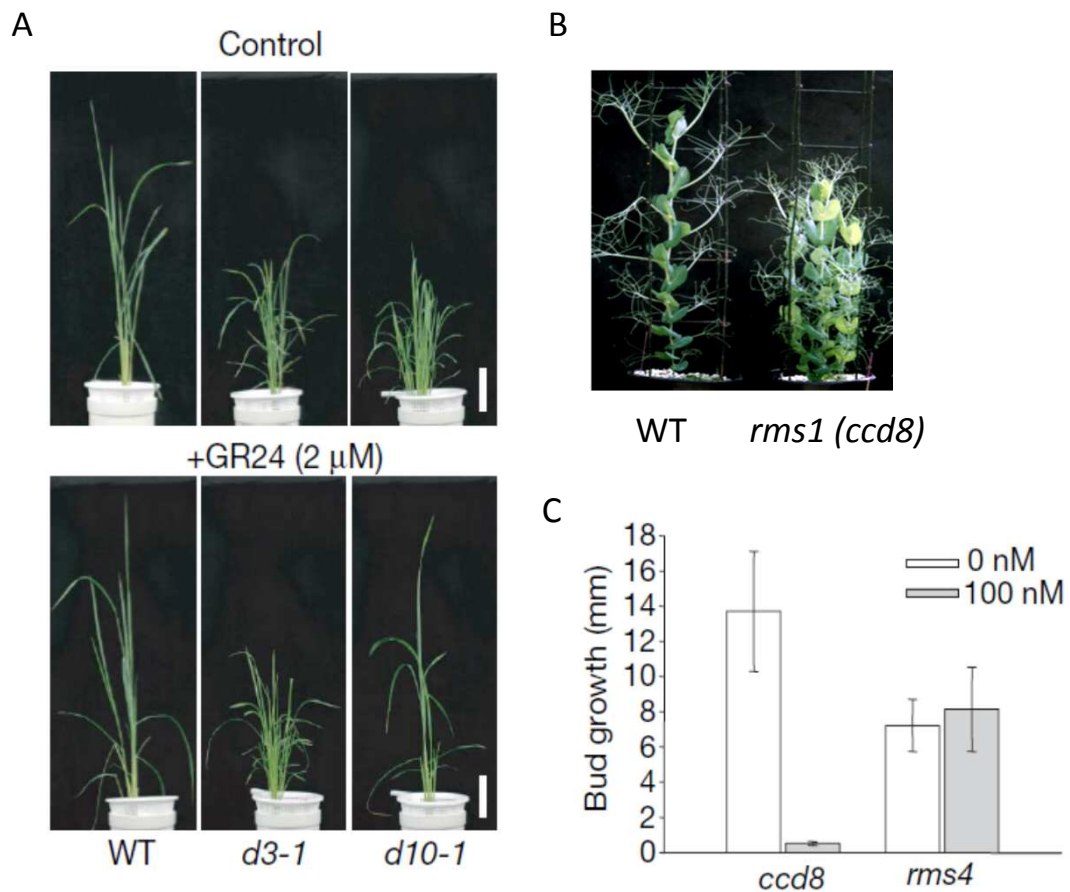 A
Control
+GR24 (2 μM)
WT d3-1 d10-1
B
WT rms1 (ccd8)
C
Bud growth (mm)
18
16
14
12
10
8
6
4
2
0
0 nM
100 nM
ccd8 rms4